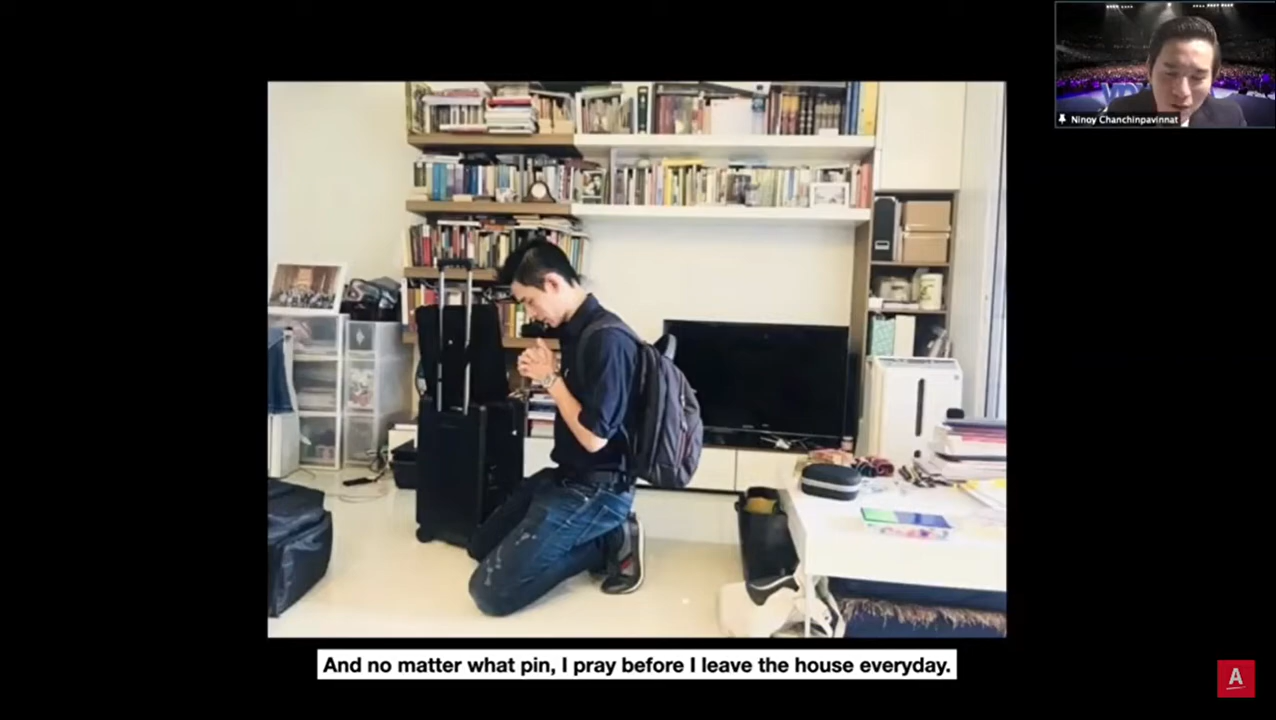 Ninoy Chanchinpavinnat
And no matter what pin, I pray before I leave the house everyday.
A